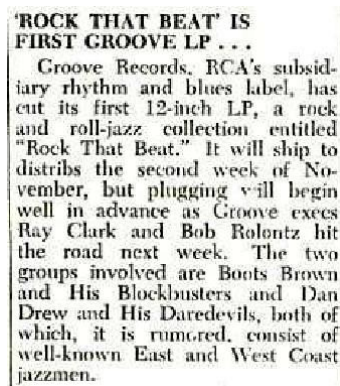 'ROCK THAT BEAT' IS
FIRST GROOVE LP . . .
Groove Records, RCA's subsid-
iary rhythm and blues label, has
cut its first 12-inch LP, a rock
and roll-jazz collection entitled
"Rock That Beat." It will ship to
distribs the second week of No-
vember, but plugging will begin
well in advance as Groove execs
Ray Clark and Bob Rolontz hit
the road next week. The two
groups involved are Boots Brown
and His Blockbusters and Dan
Drew and His Daredevils, both of
which, it is rumored, consist of
well-known East and West Coast
jazzmen.